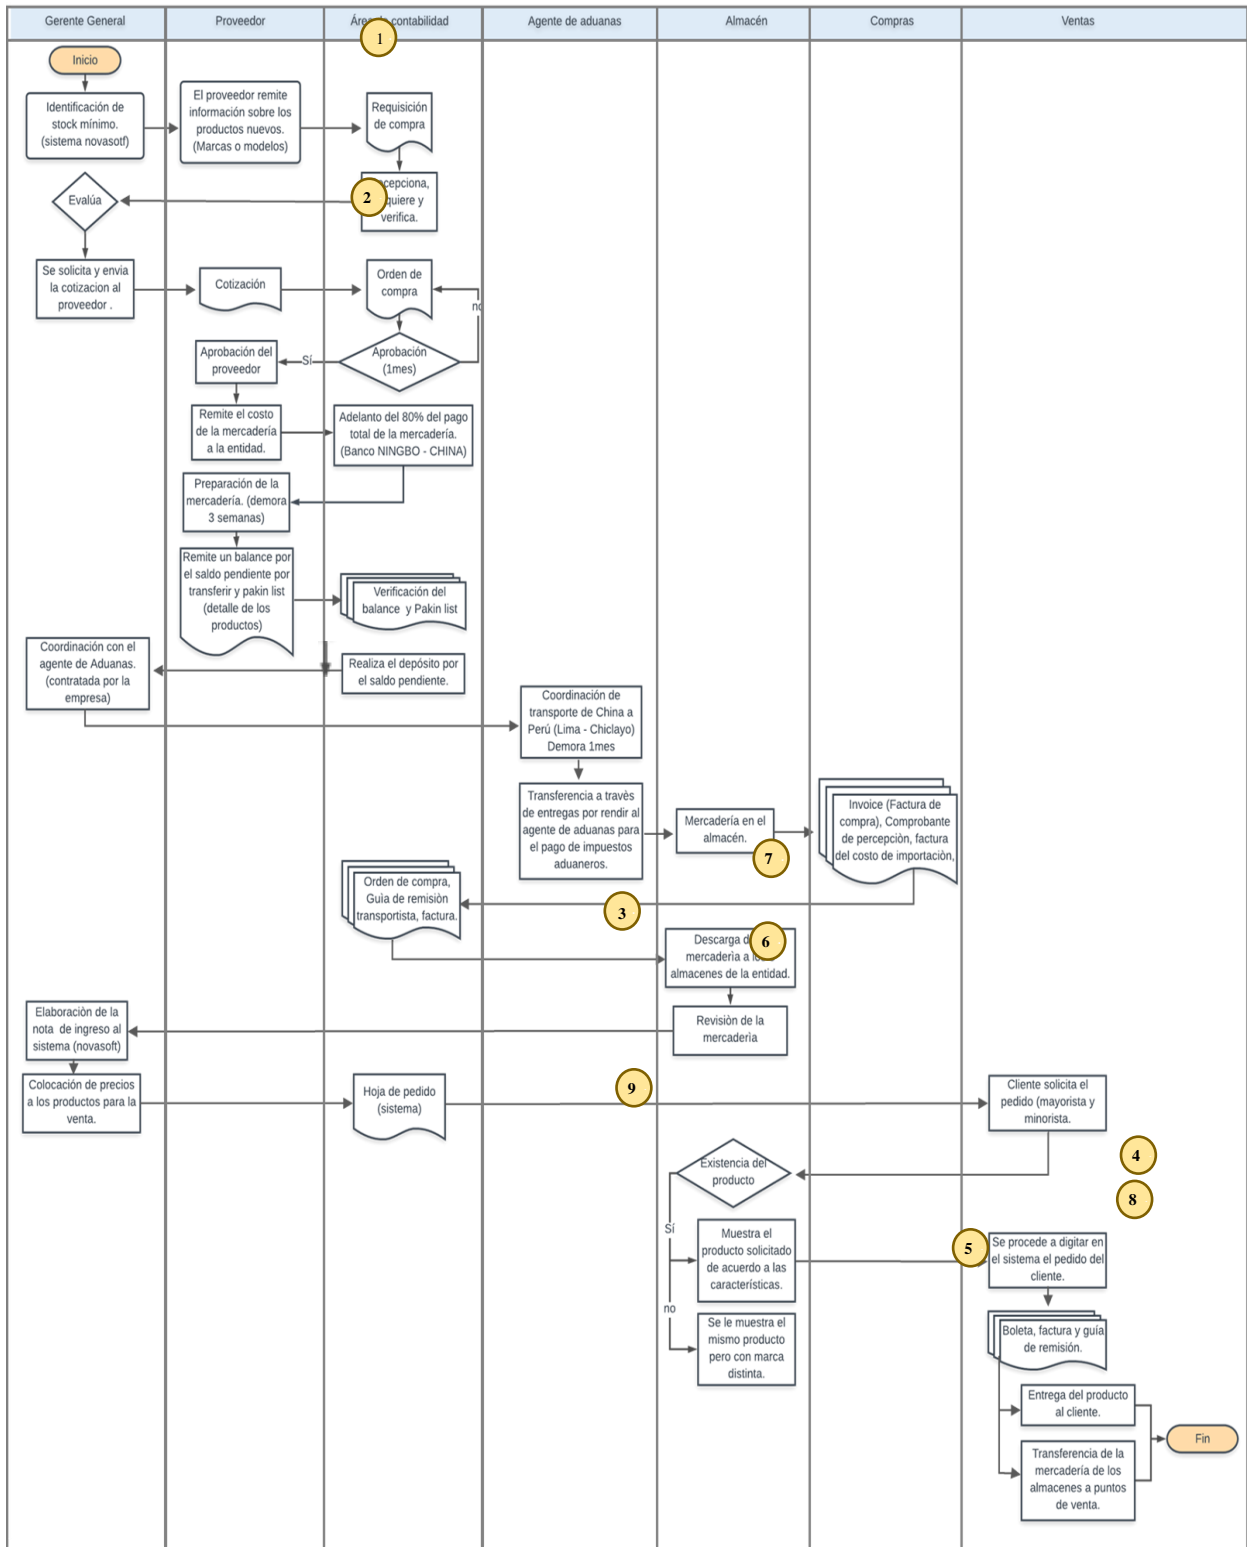 Gerente General
Proveedor
Área de contabilidad
Agente de aduanas
Almacén
Compras
Ventas
1
Inicio
Identificación de
stock mínimo.
(sistema novasotf)
El proveedor remite
información sobre los
productos nuevos.
(Marcas o modelos)
Requisición
de compra
2
verifica.
Evalúa
Se solicita y envia
la cotizacion al
proveedor .
Cotización
Orden de
compra
no
Aprobación
(1mes)
Sí
Aprobación del
proveedor
Remite el costo
de la mercadería
a la entidad.
Adelanto del 80% del pago
total de la mercadería.
(Banco NINGBO - CHINA)
Preparación de la
mercadería. (demora
3 semanas)
Remite un balance por
el saldo pendiente por
transferir y pakin list
(detalle de los
productos)
Verificación del
balance y Pakin list
Realiza el depósito por
el saldo pendiente.
Coordinación con el
agente de Aduanas.
(contratada por la
empresa)
Coordinación de
transporte de China a
Perú (Lima - Chiclayo)
Demora 1mes
Transferencia a travès
de entregas por rendir al
agente de aduanas para
el pago de impuestos
aduaneros.
Mercadería en el
almacén.
7
Invoice (Factura de
compra), Comprobante
de percepciòn, factura
del costo de importaciòn,
3
Orden de compra,
Guìa de remisiòn
transportista, factura.
6
Descarga
mercaderìa a
almacenes de la entidad.
Revisiòn de la
mercaderìa
Elaboraciòn de la
nota de ingreso al
sistema (novasoft)
Colocación de precios
a los productos para la
venta.
Hoja de pedido
(sistema)
9
Cliente solicita el
pedido (mayorista y
minorista.
4
8
Existencia del
producto
Sí
Muestra el
producto solicitado
de acuerdo a las
características.
no
Se le muestra el
mismo producto
pero con marca
distinta.
5
Se procede a digitar en
el sistema el pedido del
cliente.
Boleta, factura y guía
de remisión.
Entrega del producto
al cliente.
Transferencia de la
mercadería de los
almacenes a puntos
de venta.
Fin